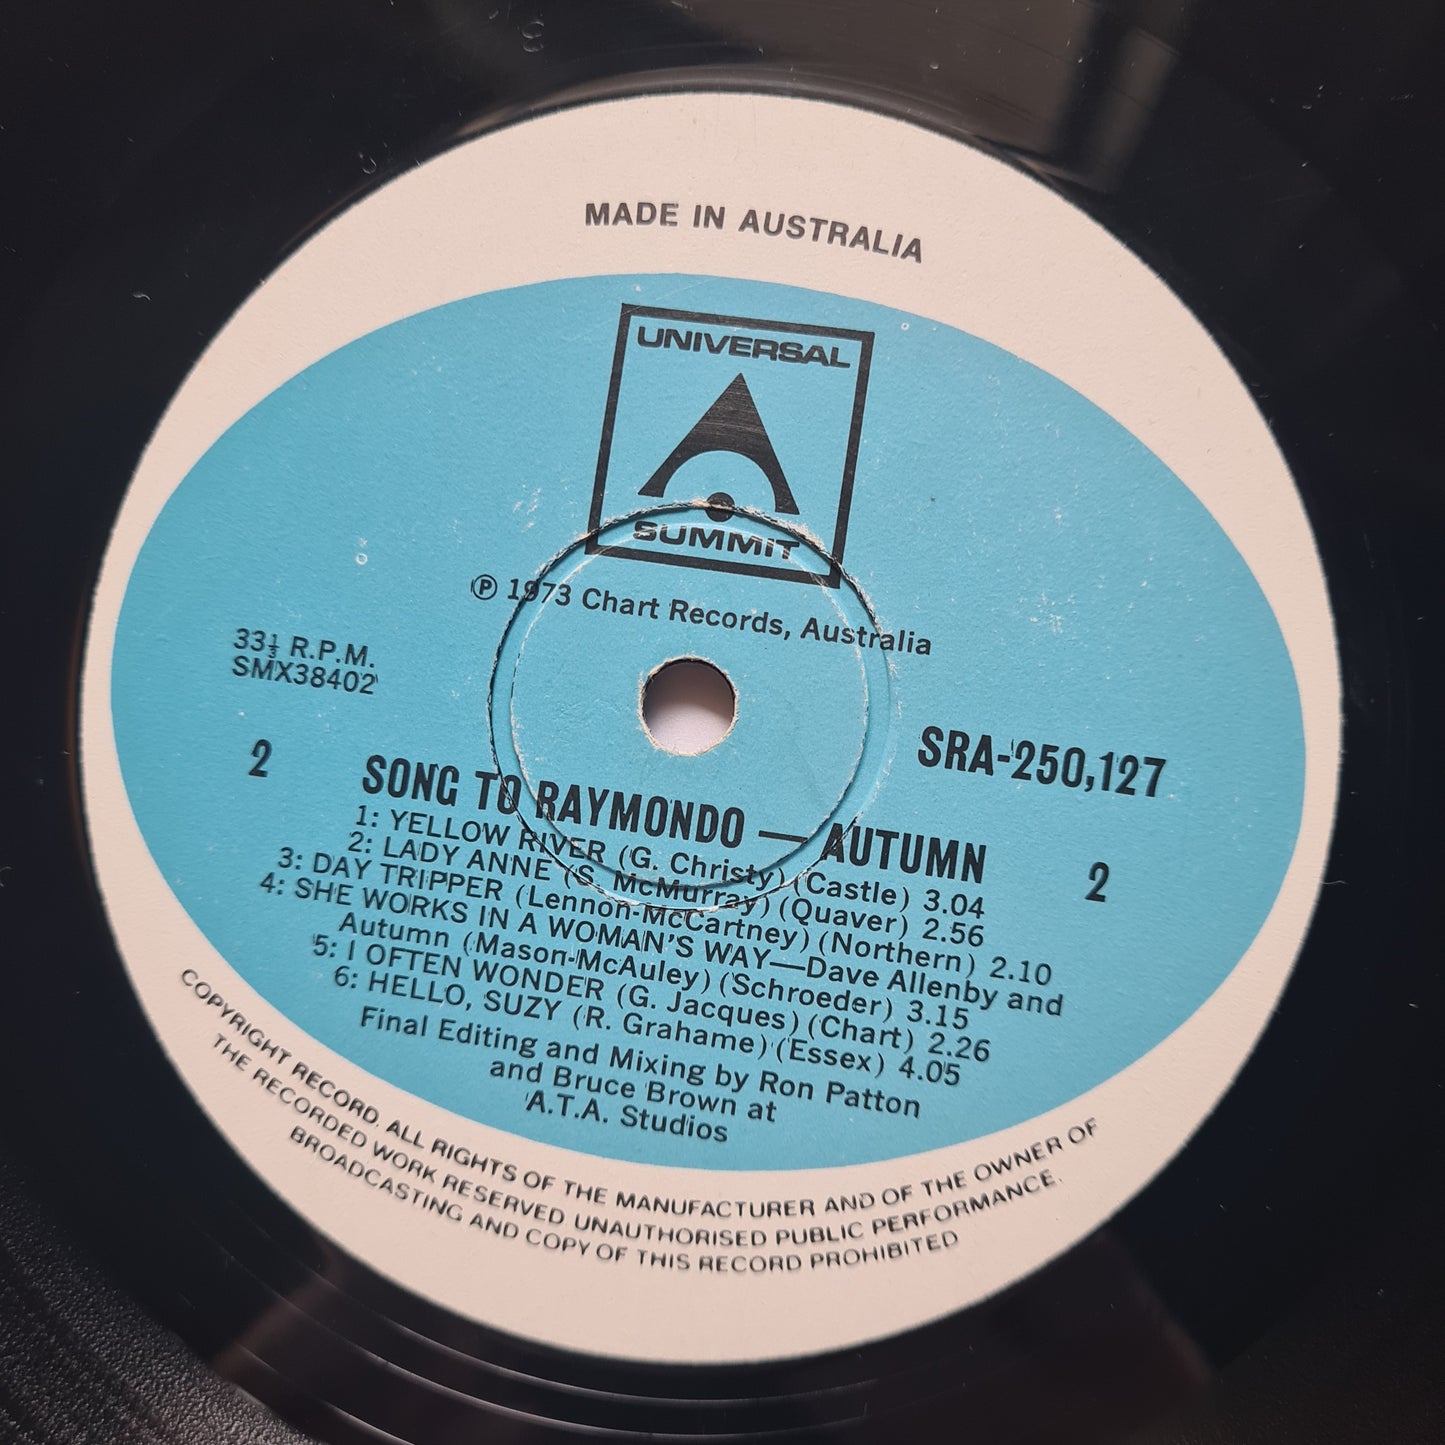 MADE IN AUSTRALIA
UNIVERSAL
SUMMIT
Ⓟ 1973 Chart Records, Australia
33⅓ R.P.M.
SMX38402
SRA-250,127
2
SONG TO RAYMONDO — AUTUMN
2
1: YELLOW RIVER (G. Christy) (Castle) 3.04
2: LADY ANNE (S. McMurray) (Quaver) 2.56
3: DAY TRIPPER (Lennon-McCartney) (Northern) 2.10
4: SHE WORKS IN A WOMAN'S WAY—Dave Allenby and
Autumn (Mason-McAuley) (Schroeder) 3.15
5: I OFTEN WONDER (G. Jacques) (Chart) 2.26
6: HELLO, SUZY (R. Grahame) (Essex) 4.05
Final Editing and Mixing by Ron Patton
and Bruce Brown at
A.T.A. Studios
COPYRIGHT RECORD. ALL RIGHTS OF THE MANUFACTURER AND OF THE OWNER OF
THE RECORDED WORK RESERVED UNAUTHORISED PUBLIC PERFORMANCE.
BROADCASTING AND COPY OF THIS RECORD PROHIBITED